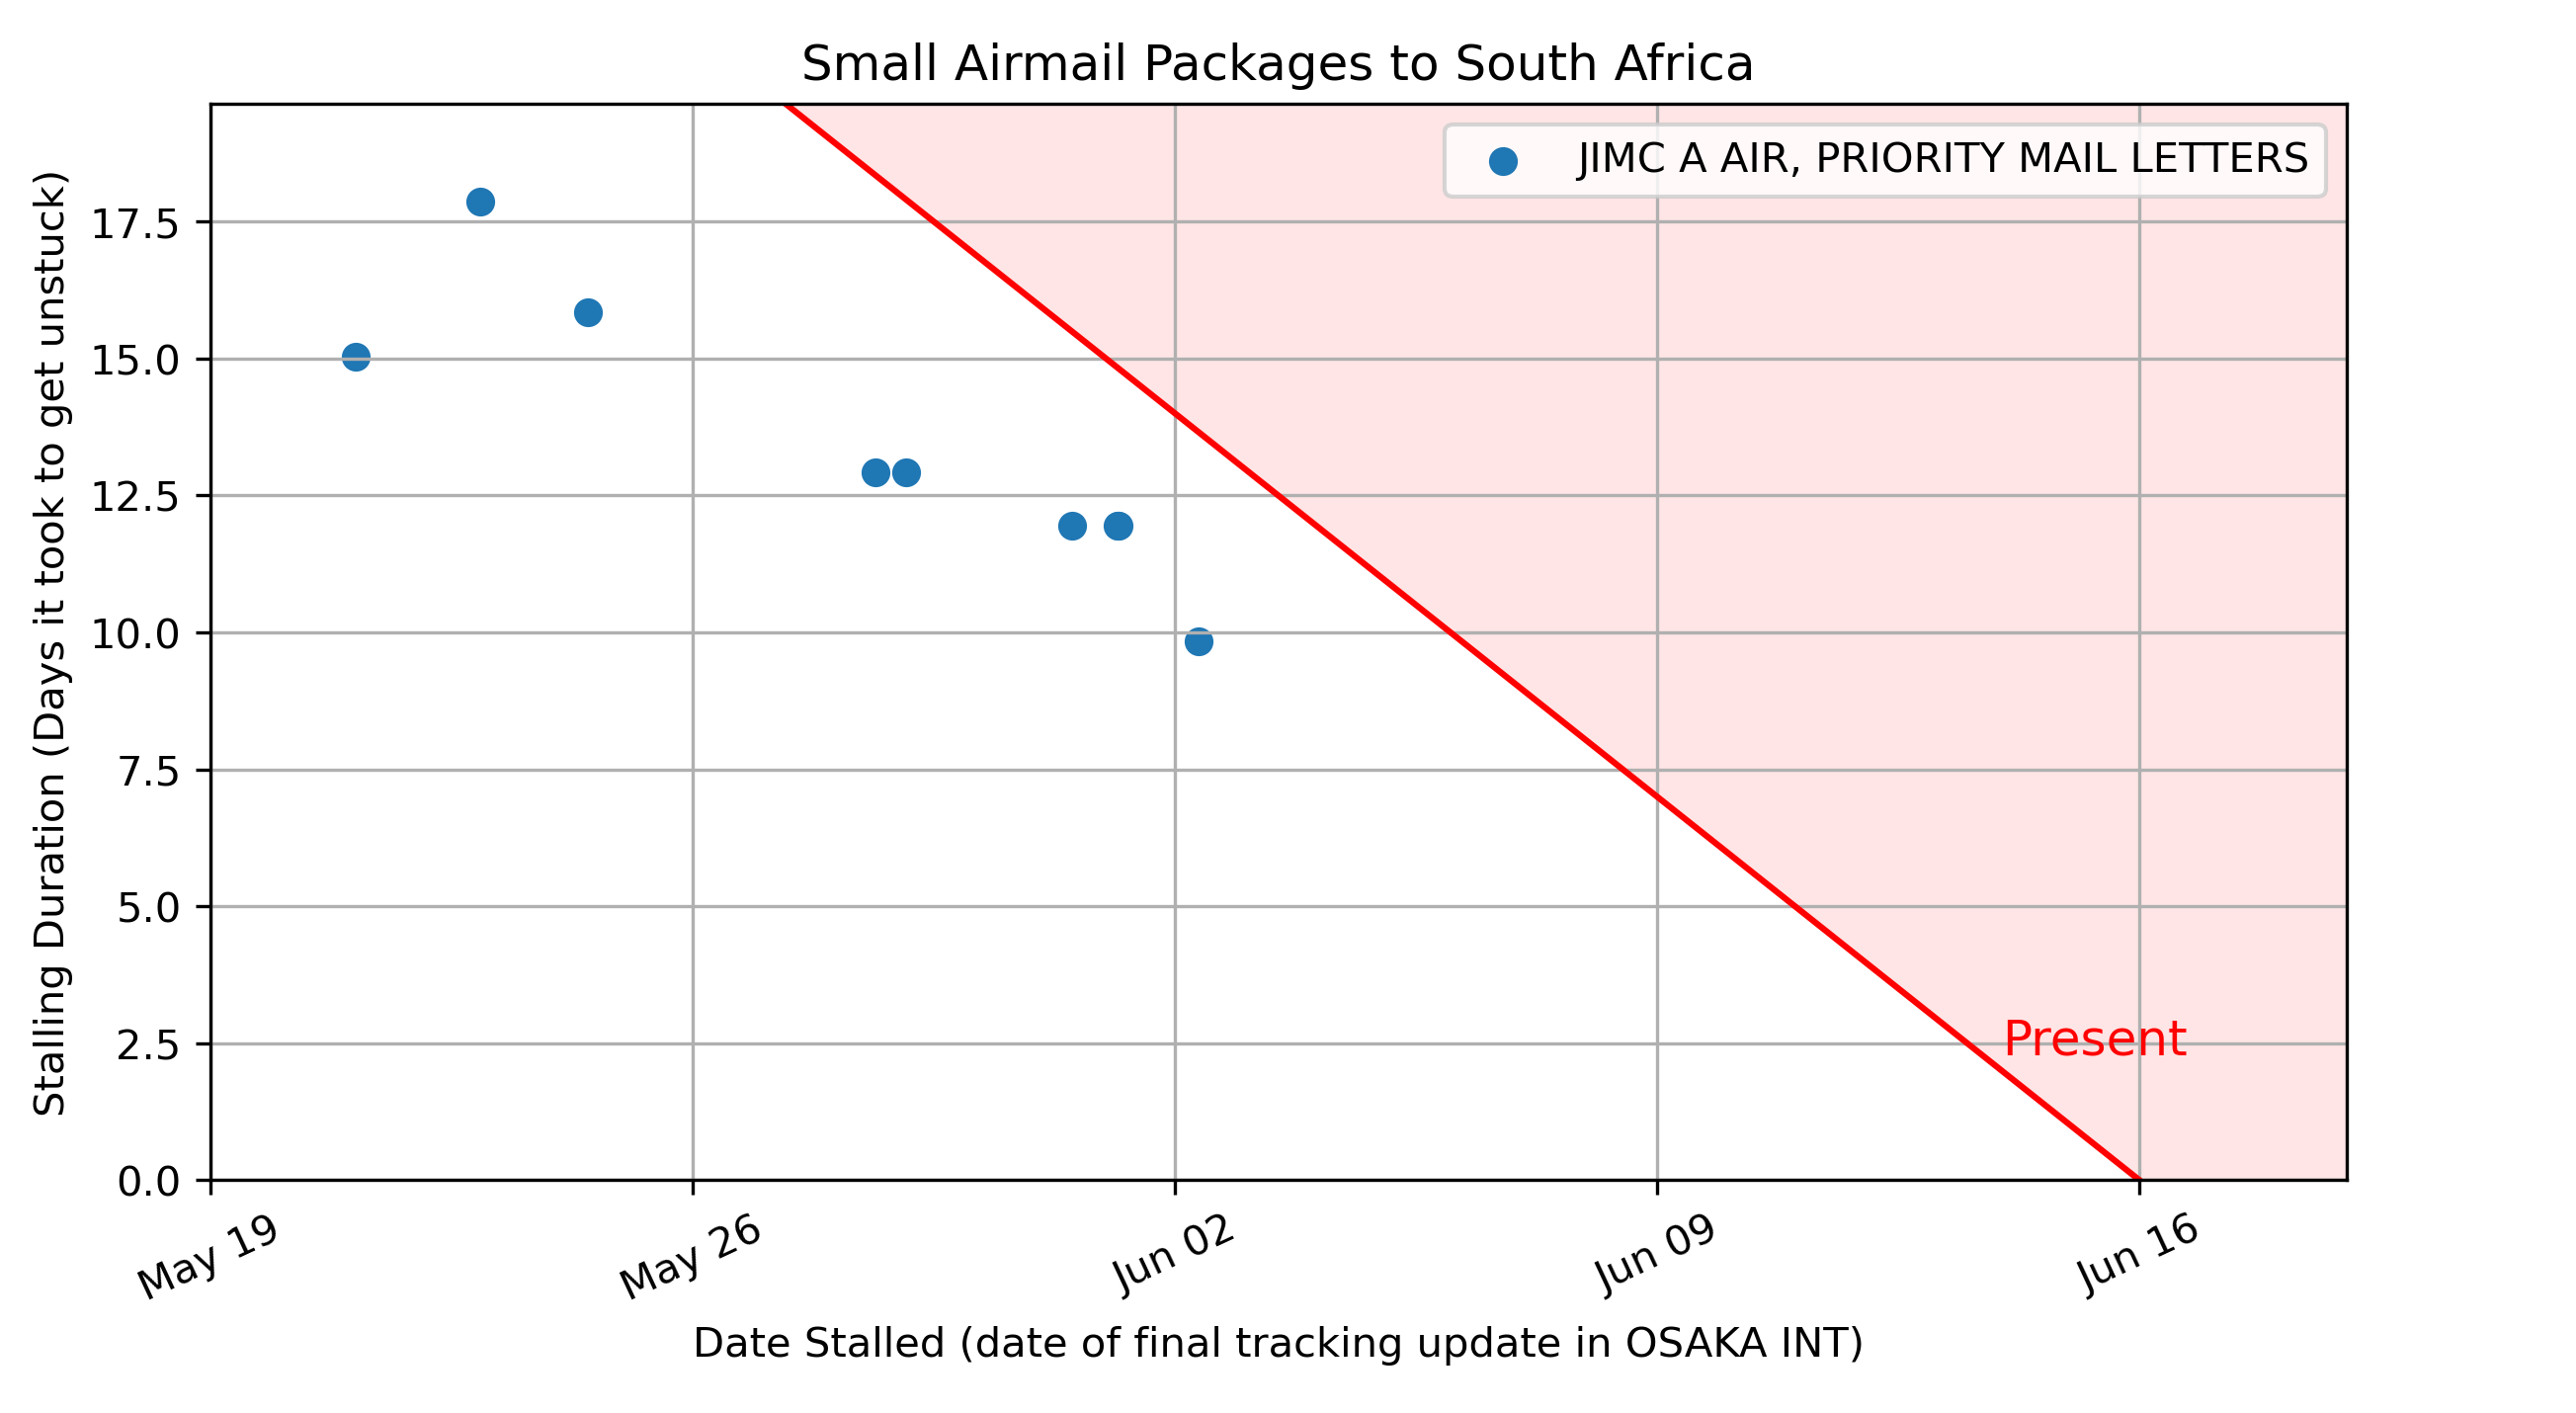 Small Airmail Packages to South Africa
JIMC A AIR, PRIORITY MAIL LETTERS
Stalling Duration (Days it took to get unstuck)
17.5
15.0
12.5
10.0
7.5
5.0
2.5
0.0
Present
May 19
May 26
Jun 02
Jun 09
Jun 16
Date Stalled (date of final tracking update in OSAKA INT)